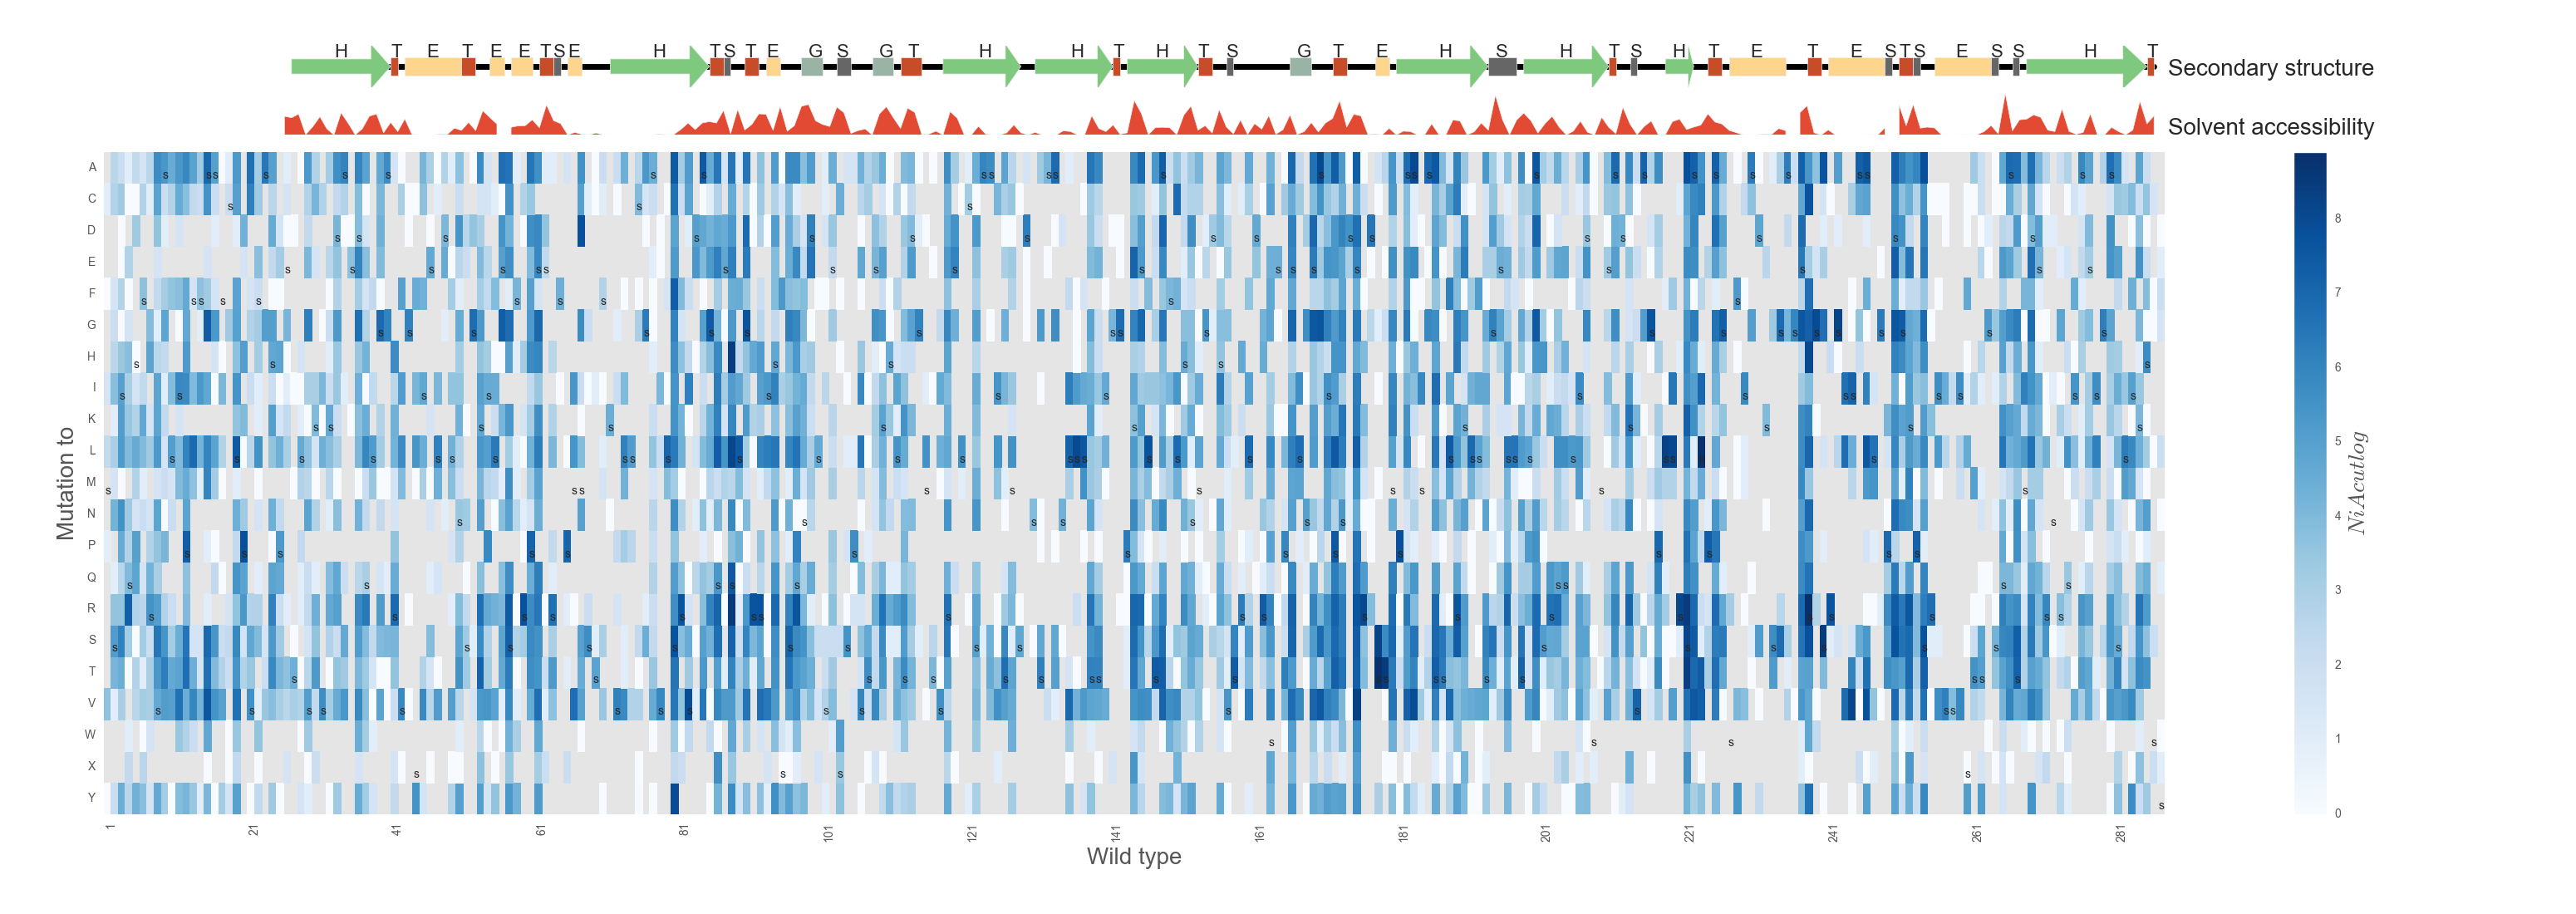 H T E T E E T S E H T S T E G S G T H H T H T S G T E H S H T S H T E T E S T S E S S H T
Secondary structure
Solvent accessibility
A
C
D
E
F
G
H
I
K
L
M
N
P
Q
R
S
T
V
W
X
Y
Mutation to
1 21 41 61 81 101 121 141 161 181 201 221 241 261 281
Wild type
8
7
6
5
4
3
2
1
0
NiAcutlog